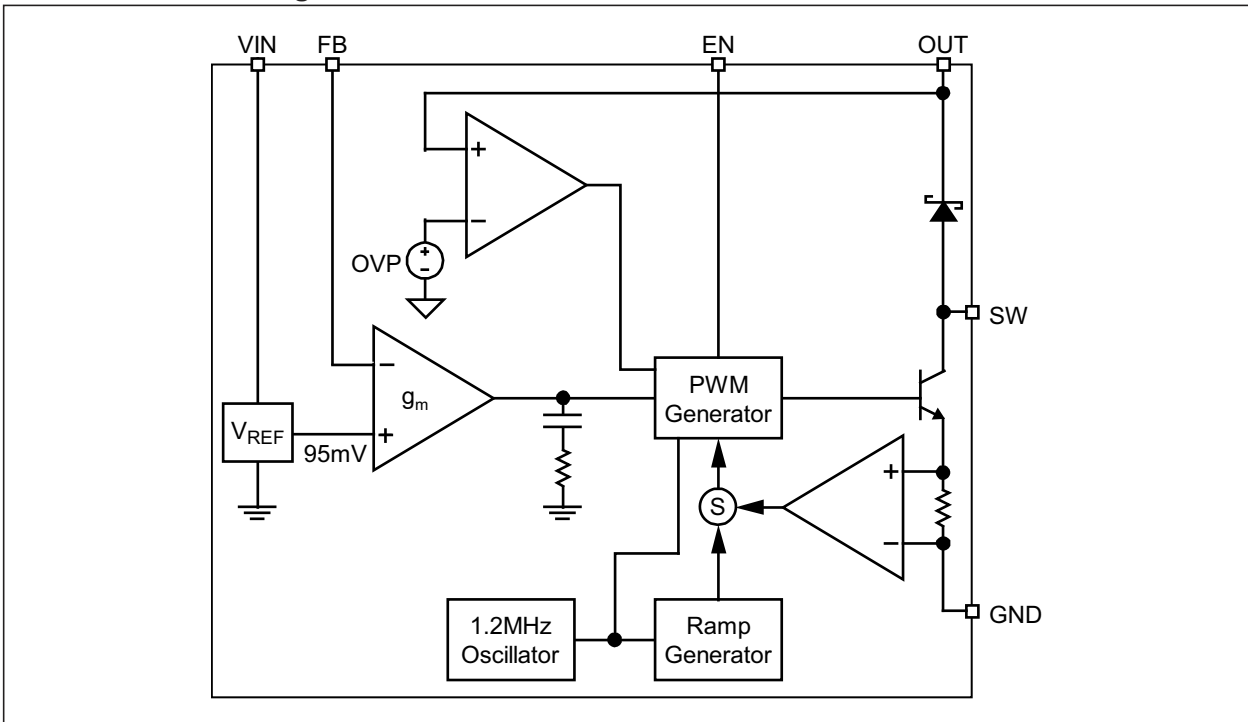 VIN
FB
EN
OUT
+
−
OVP
+
−
SW
−
gm
+
VREF
95mV
PWM
Generator
+
−
S
GND
1.2MHz
Oscillator
Ramp
Generator